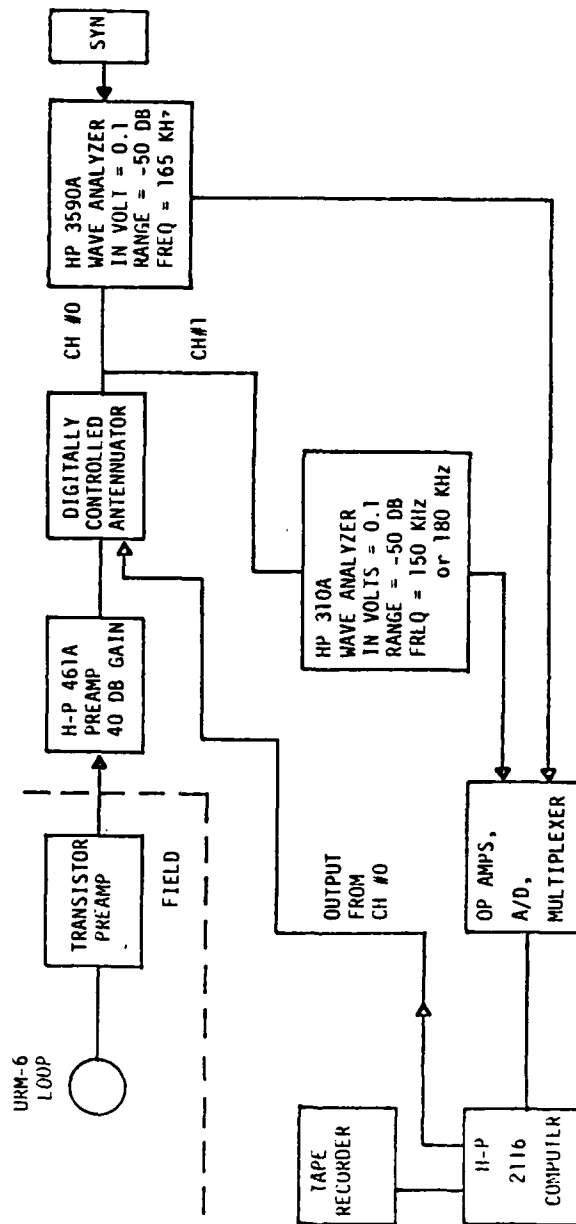 URM-6
LOOP
TRANSISTOR
PREAMP
FIELD
H-P 461A
PREAMP
40 DB GAIN
DIGITALLY
CONTROLLED
ANTENNUATOR
CH #0
CH#1
HP 3590A
WAVE ANALYZER
IN VOLT = 0.1
RANGE = -50 DB
FREQ = 165 KHz
SYN
HP 310A
WAVE ANALYZER
IN VOLTS = 0.1
RANGE = -50 DB
FREQ = 150 KHz
or 180 KHz
OUTPUT
FROM
CH #0
TAPE
RECORDER
H-P
2116
COMPUTER
OP AMPS,
A/D,
MULTIPLEXER